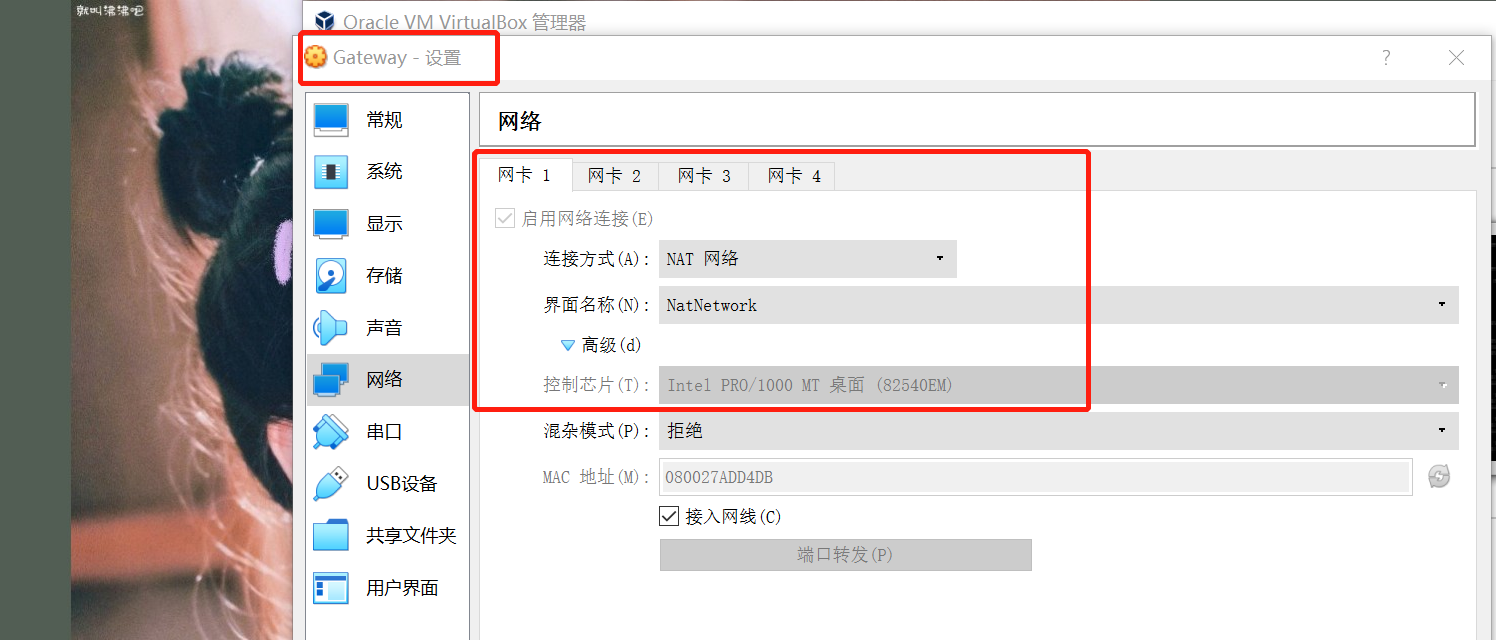 就叫沸沸吧
Oracle VM VirtualBox 管理器
Gateway - 设置
?
常规
系统
显示
存储
声音
网络
串口
USB设备
共享文件夹
用户界面
网络
网卡 1 网卡 2 网卡 3 网卡 4
启用网络连接(E)
连接方式(A): NAT 网络
界面名称(N): NatNetwork
高级(d)
控制芯片(T): Intel PRO/1000 MT 桌面 (82540EM)
混杂模式(P): 拒绝
MAC 地址(M): 080027ADD4DB
接入网线(C)
端口转发(P)